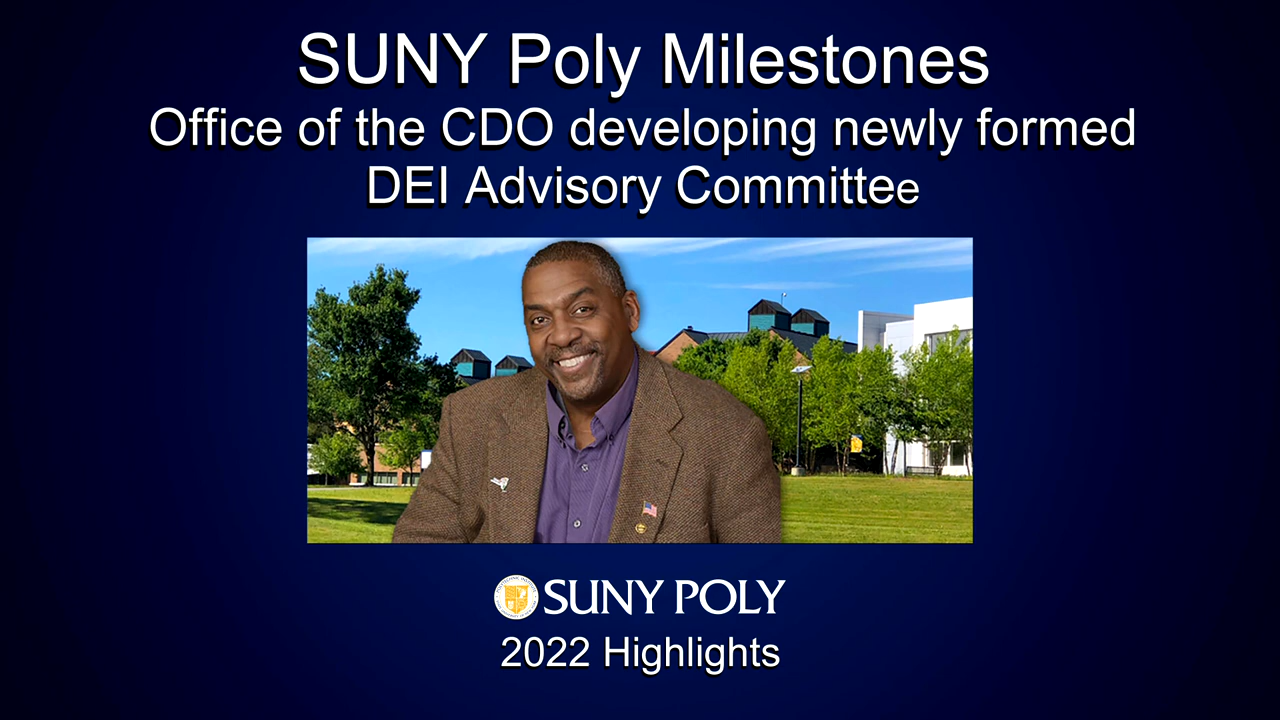 SUNY Poly Milestones
Office of the CDO developing newly formed
DEI Advisory Committee
SUNY POLY
2022 Highlights